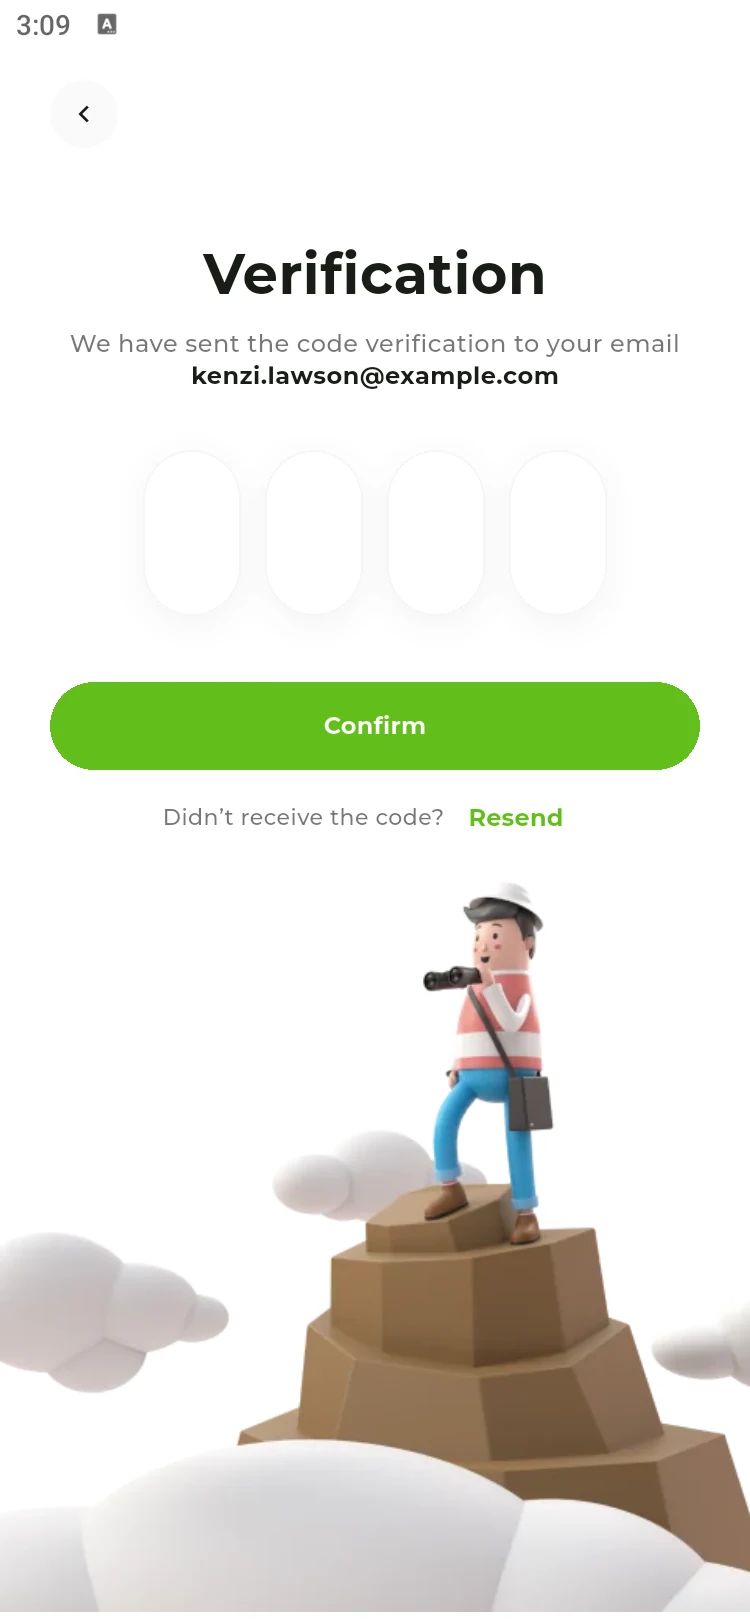 3:09
A
Verification
We have sent the code verification to your email
kenzi.lawson@example.com
Confirm
Didn’t receive the code? Resend